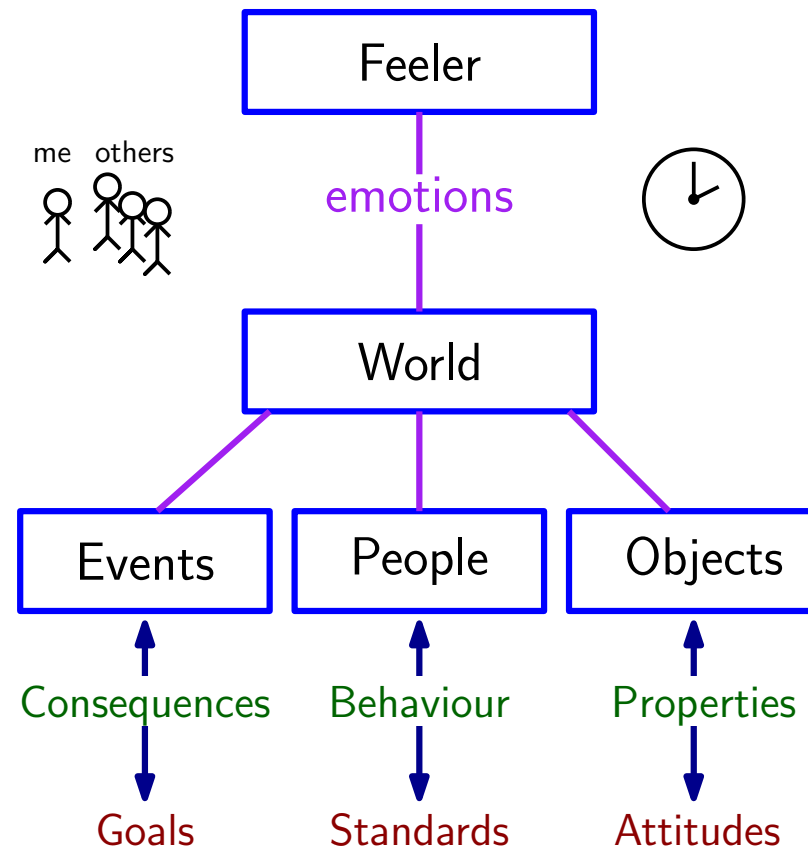 Feeler
me others
emotions
World
Events People Objects
Consequences Behaviour Properties
Goals Standards Attitudes